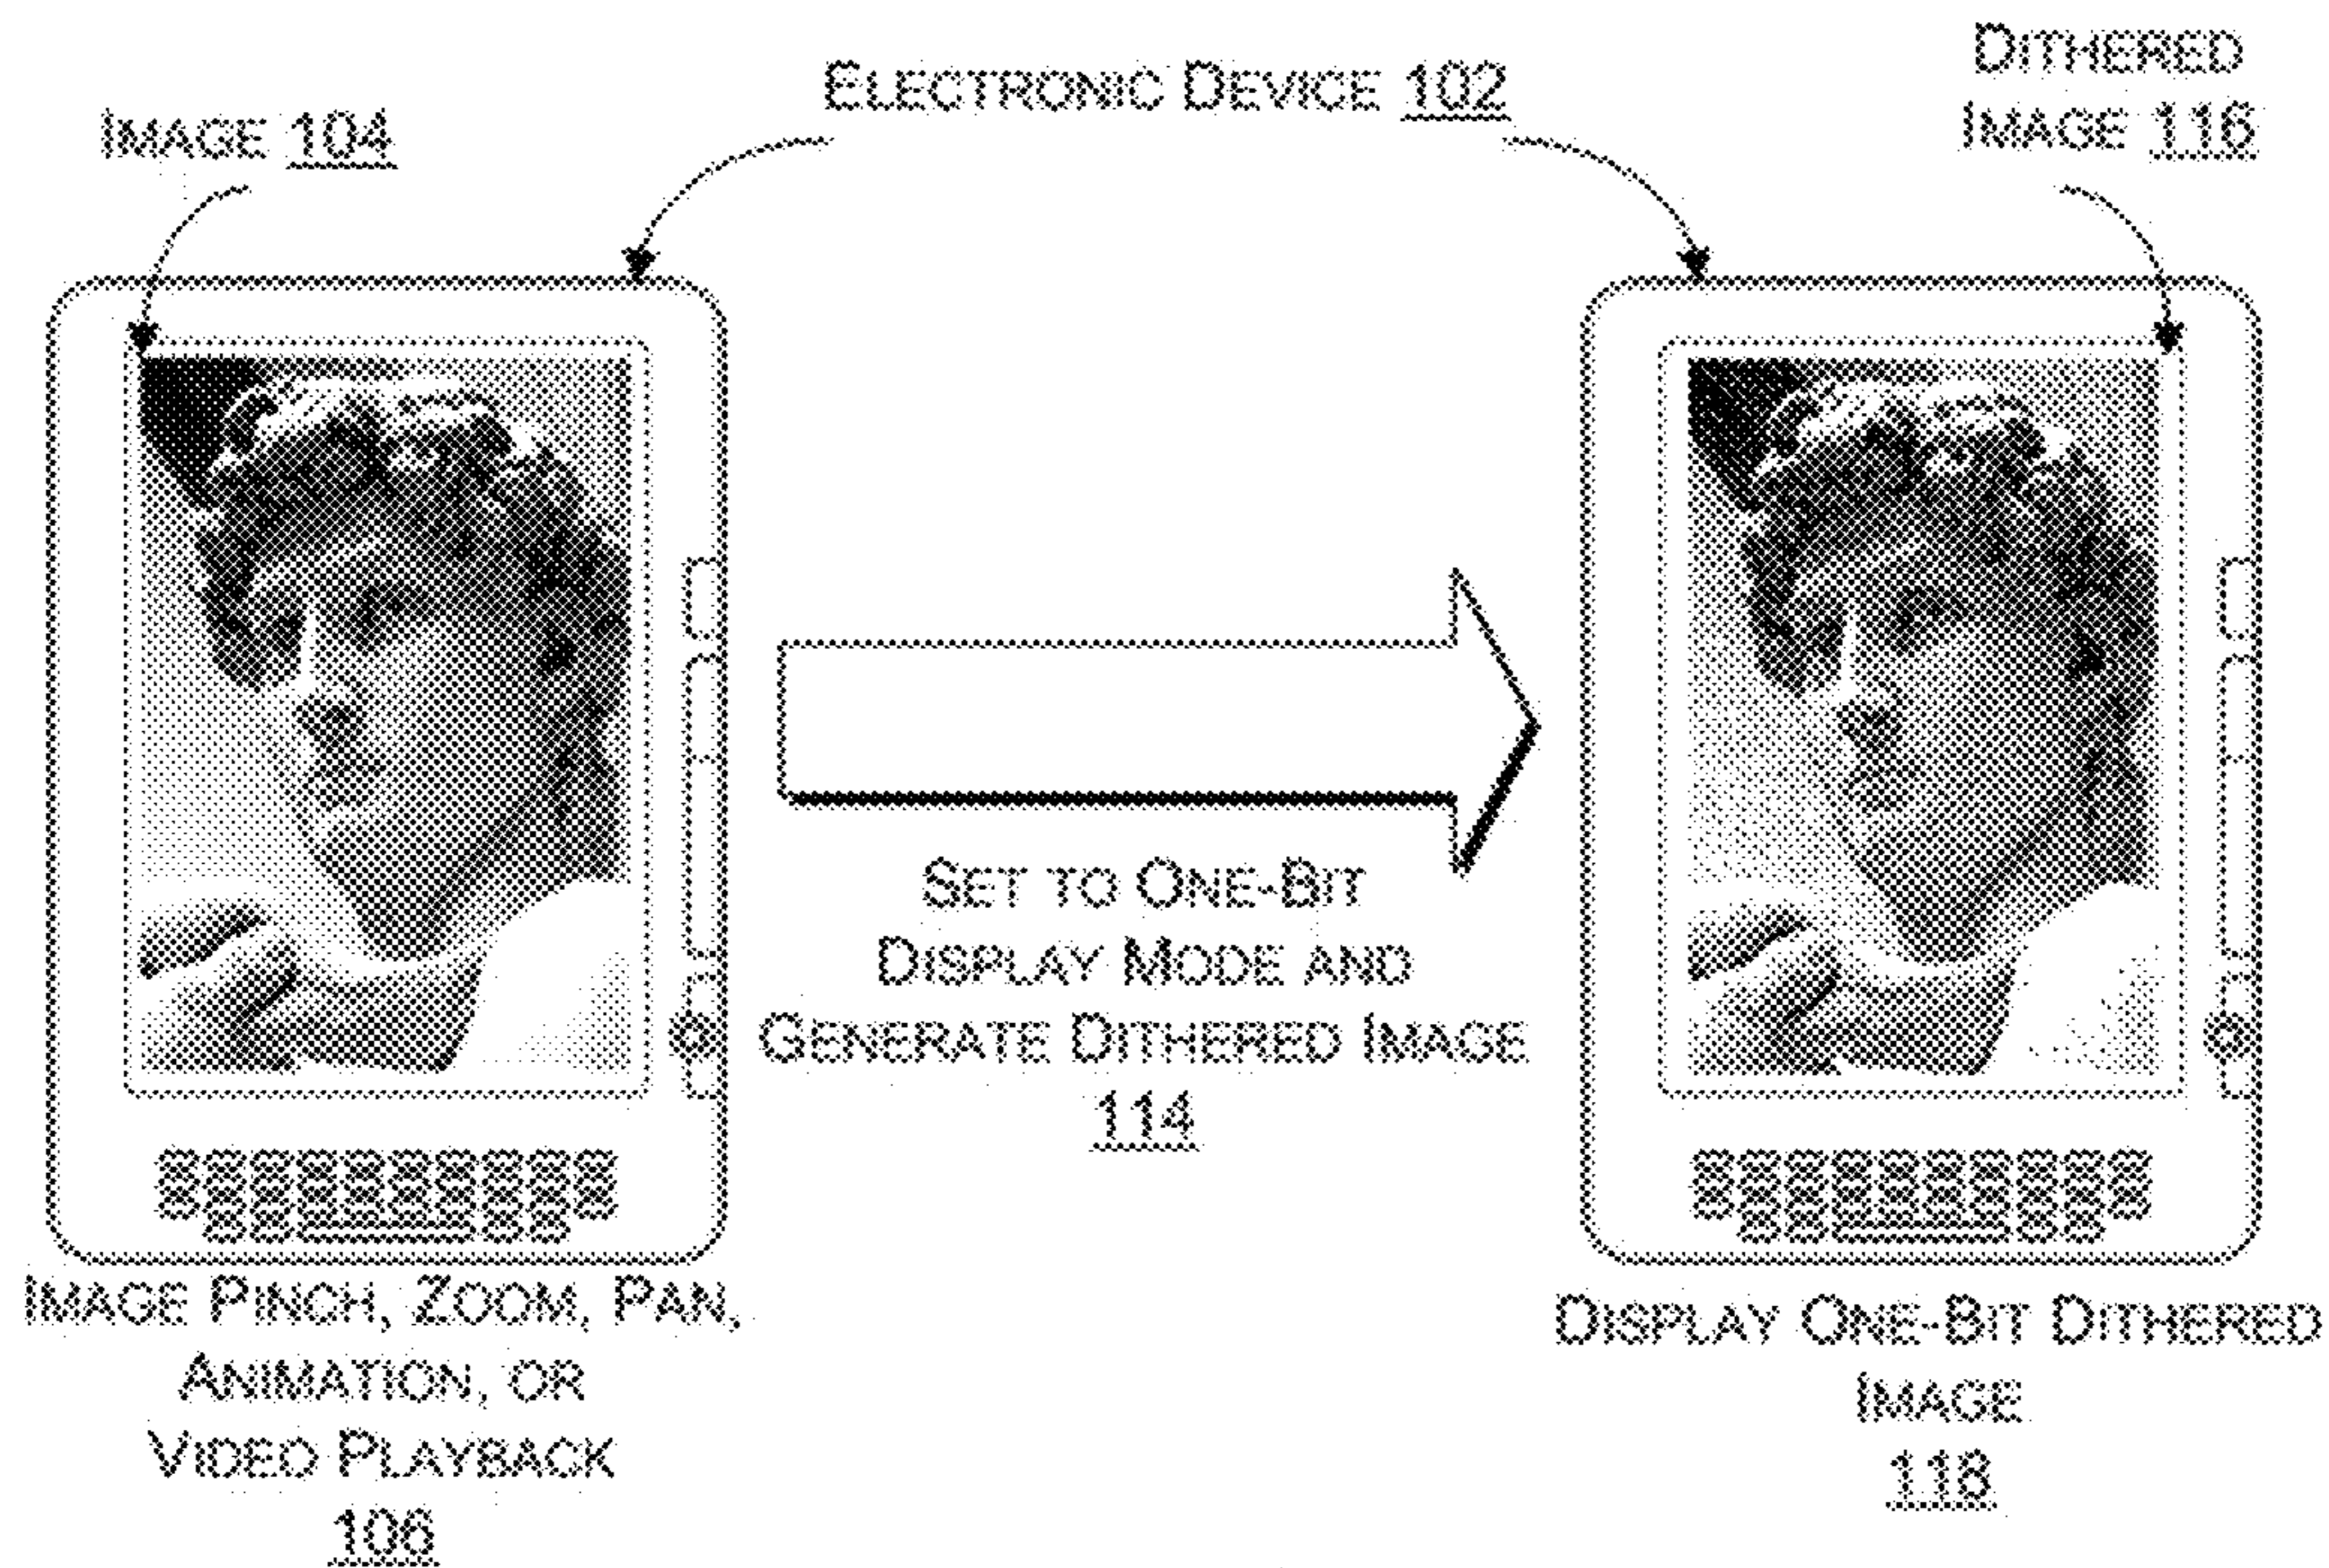 IMAGE 104
ELECTRONIC DEVICE 102
DITHERED
IMAGE 116
SET TO ONE-BIT
DISPLAY MODE AND
GENERATE DITHERED IMAGE
114
IMAGE PINCH, ZOOM, PAN,
ANIMATION, OR
VIDEO PLAYBACK
106
DISPLAY ONE-BIT DITHERED
IMAGE
118